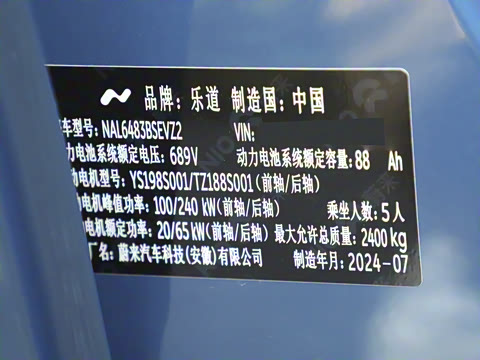 品牌：乐道 制造国：中国
车型号：NAL6483BSEVZ2 VIN:
力电池系统额定电压：689V 动力电池系统额定容量：88 Ah
动电机型号：YS198S001/TZ188S001（前轴/后轴）
电机峰值功率：100/240 kW（前轴/后轴） 乘坐人数：5人
电机额定功率：20/65 kW（前轴/后轴） 最大允许总质量：2400kg
厂名：蔚来汽车科技（安徽）有限公司 制造年月：2024-07